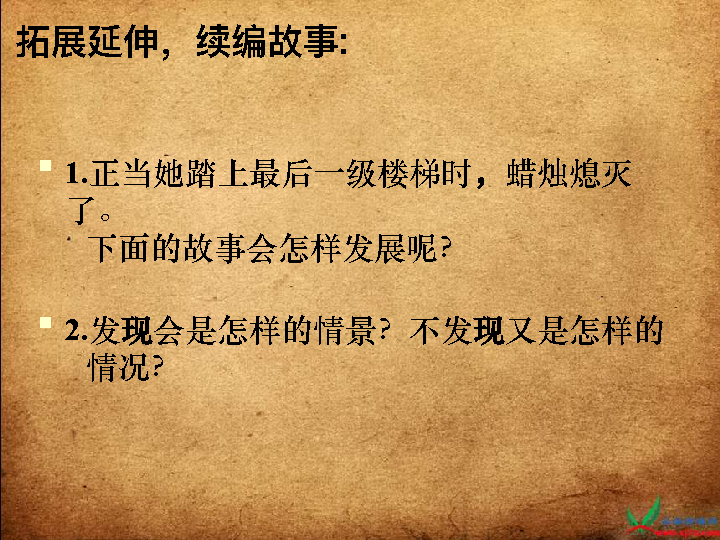 拓展延伸，续编故事:
1.正当她踏上最后一级楼梯时，蜡烛熄灭
了。
下面的故事会怎样发展呢？
2.发现会是怎样的情景？不发现又是怎样的
情况？